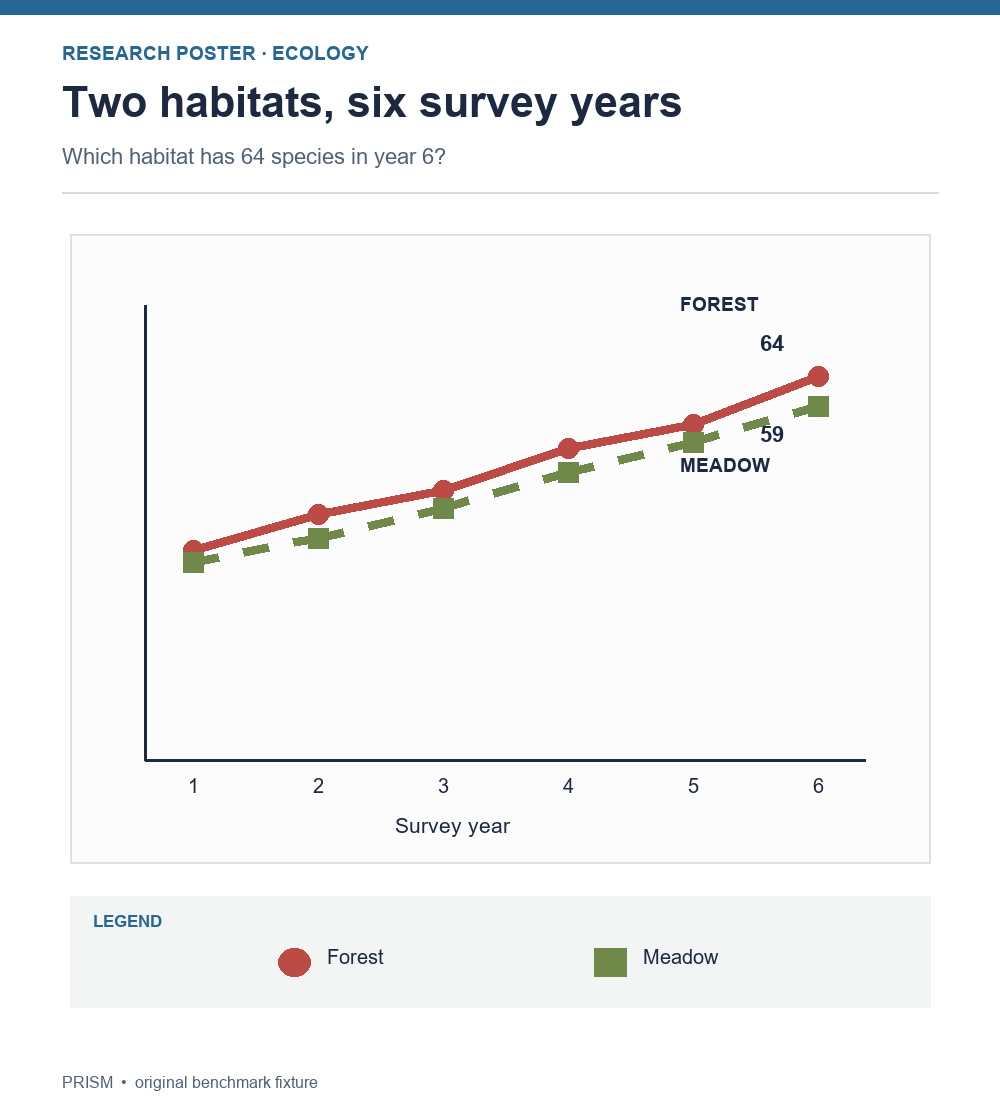 RESEARCH POSTER · ECOLOGY
Two habitats, six survey years
Which habitat has 64 species in year 6?
FOREST
64
59
MEADOW
1 2 3 4 5 6
Survey year
LEGEND
Forest Meadow
PRISM • original benchmark fixture